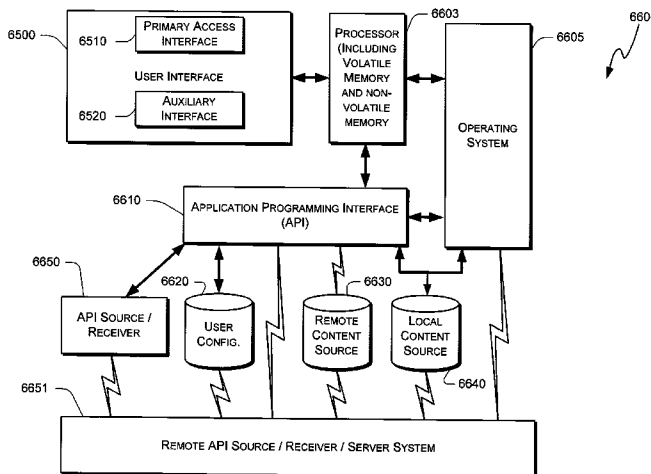 6500
6510
PRIMARY ACCESS
INTERFACE
USER INTERFACE
6520
AUXILIARY
INTERFACE
6603
PROCESSOR
(INCLUDING
VOLATILE
MEMORY
AND NON-
VOLATILE
MEMORY
6605
OPERATING
SYSTEM
660
6610
APPLICATION PROGRAMMING INTERFACE
(API)
6650
API SOURCE /
RECEIVER
6620
USER
CONFIG.
6630
REMOTE
CONTENT
SOURCE
LOCAL
CONTENT
SOURCE
6640
6651
REMOTE API SOURCE / RECEIVER / SERVER SYSTEM